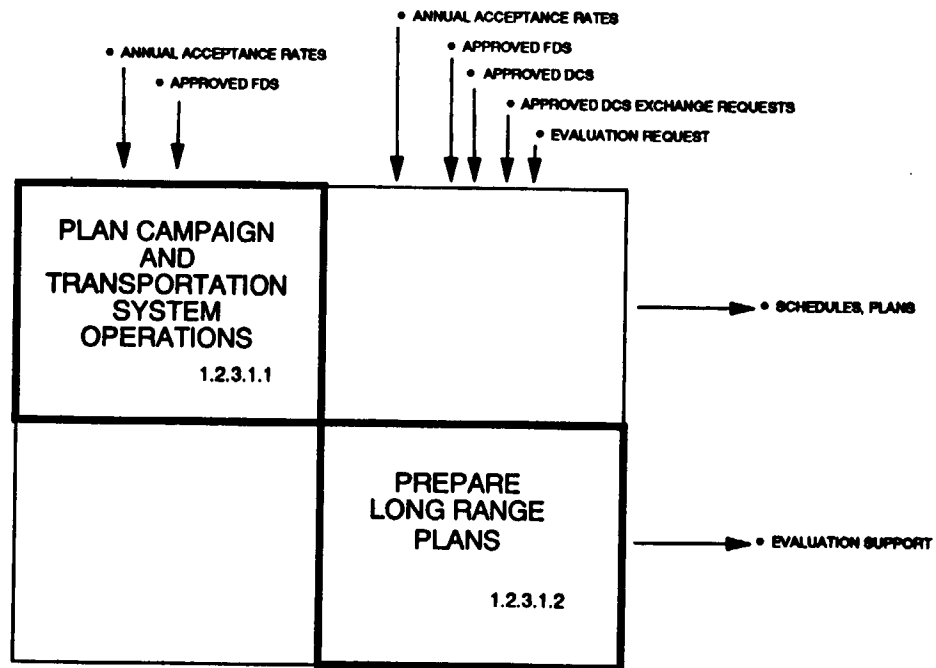 • ANNUAL ACCEPTANCE RATES
• APPROVED FDS
• APPROVED DCS
• APPROVED DCS EXCHANGE REQUESTS
• EVALUATION REQUEST
• ANNUAL ACCEPTANCE RATES
• APPROVED FDS
PLAN CAMPAIGN
AND
TRANSPORTATION
SYSTEM
OPERATIONS
1.2.3.1.1
• SCHEDULES, PLANS
PREPARE
LONG RANGE
PLANS
1.2.3.1.2
• EVALUATION SUPPORT